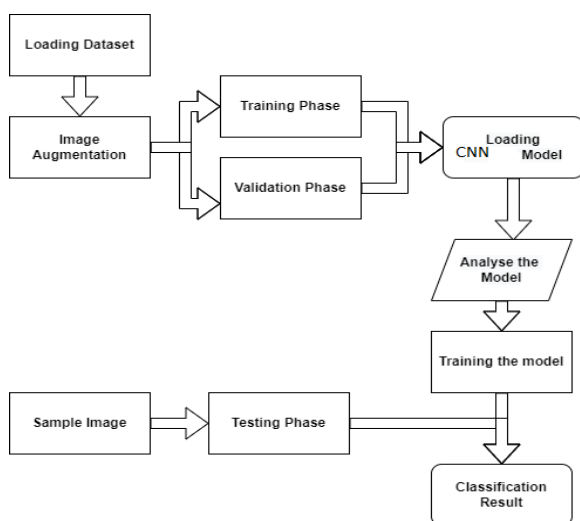 Loading Dataset
Image
Augmentation
Training Phase
Validation Phase
Loading
CNN Model
Analyse the
Model
Training the model
Sample Image
Testing Phase
Classification
Result